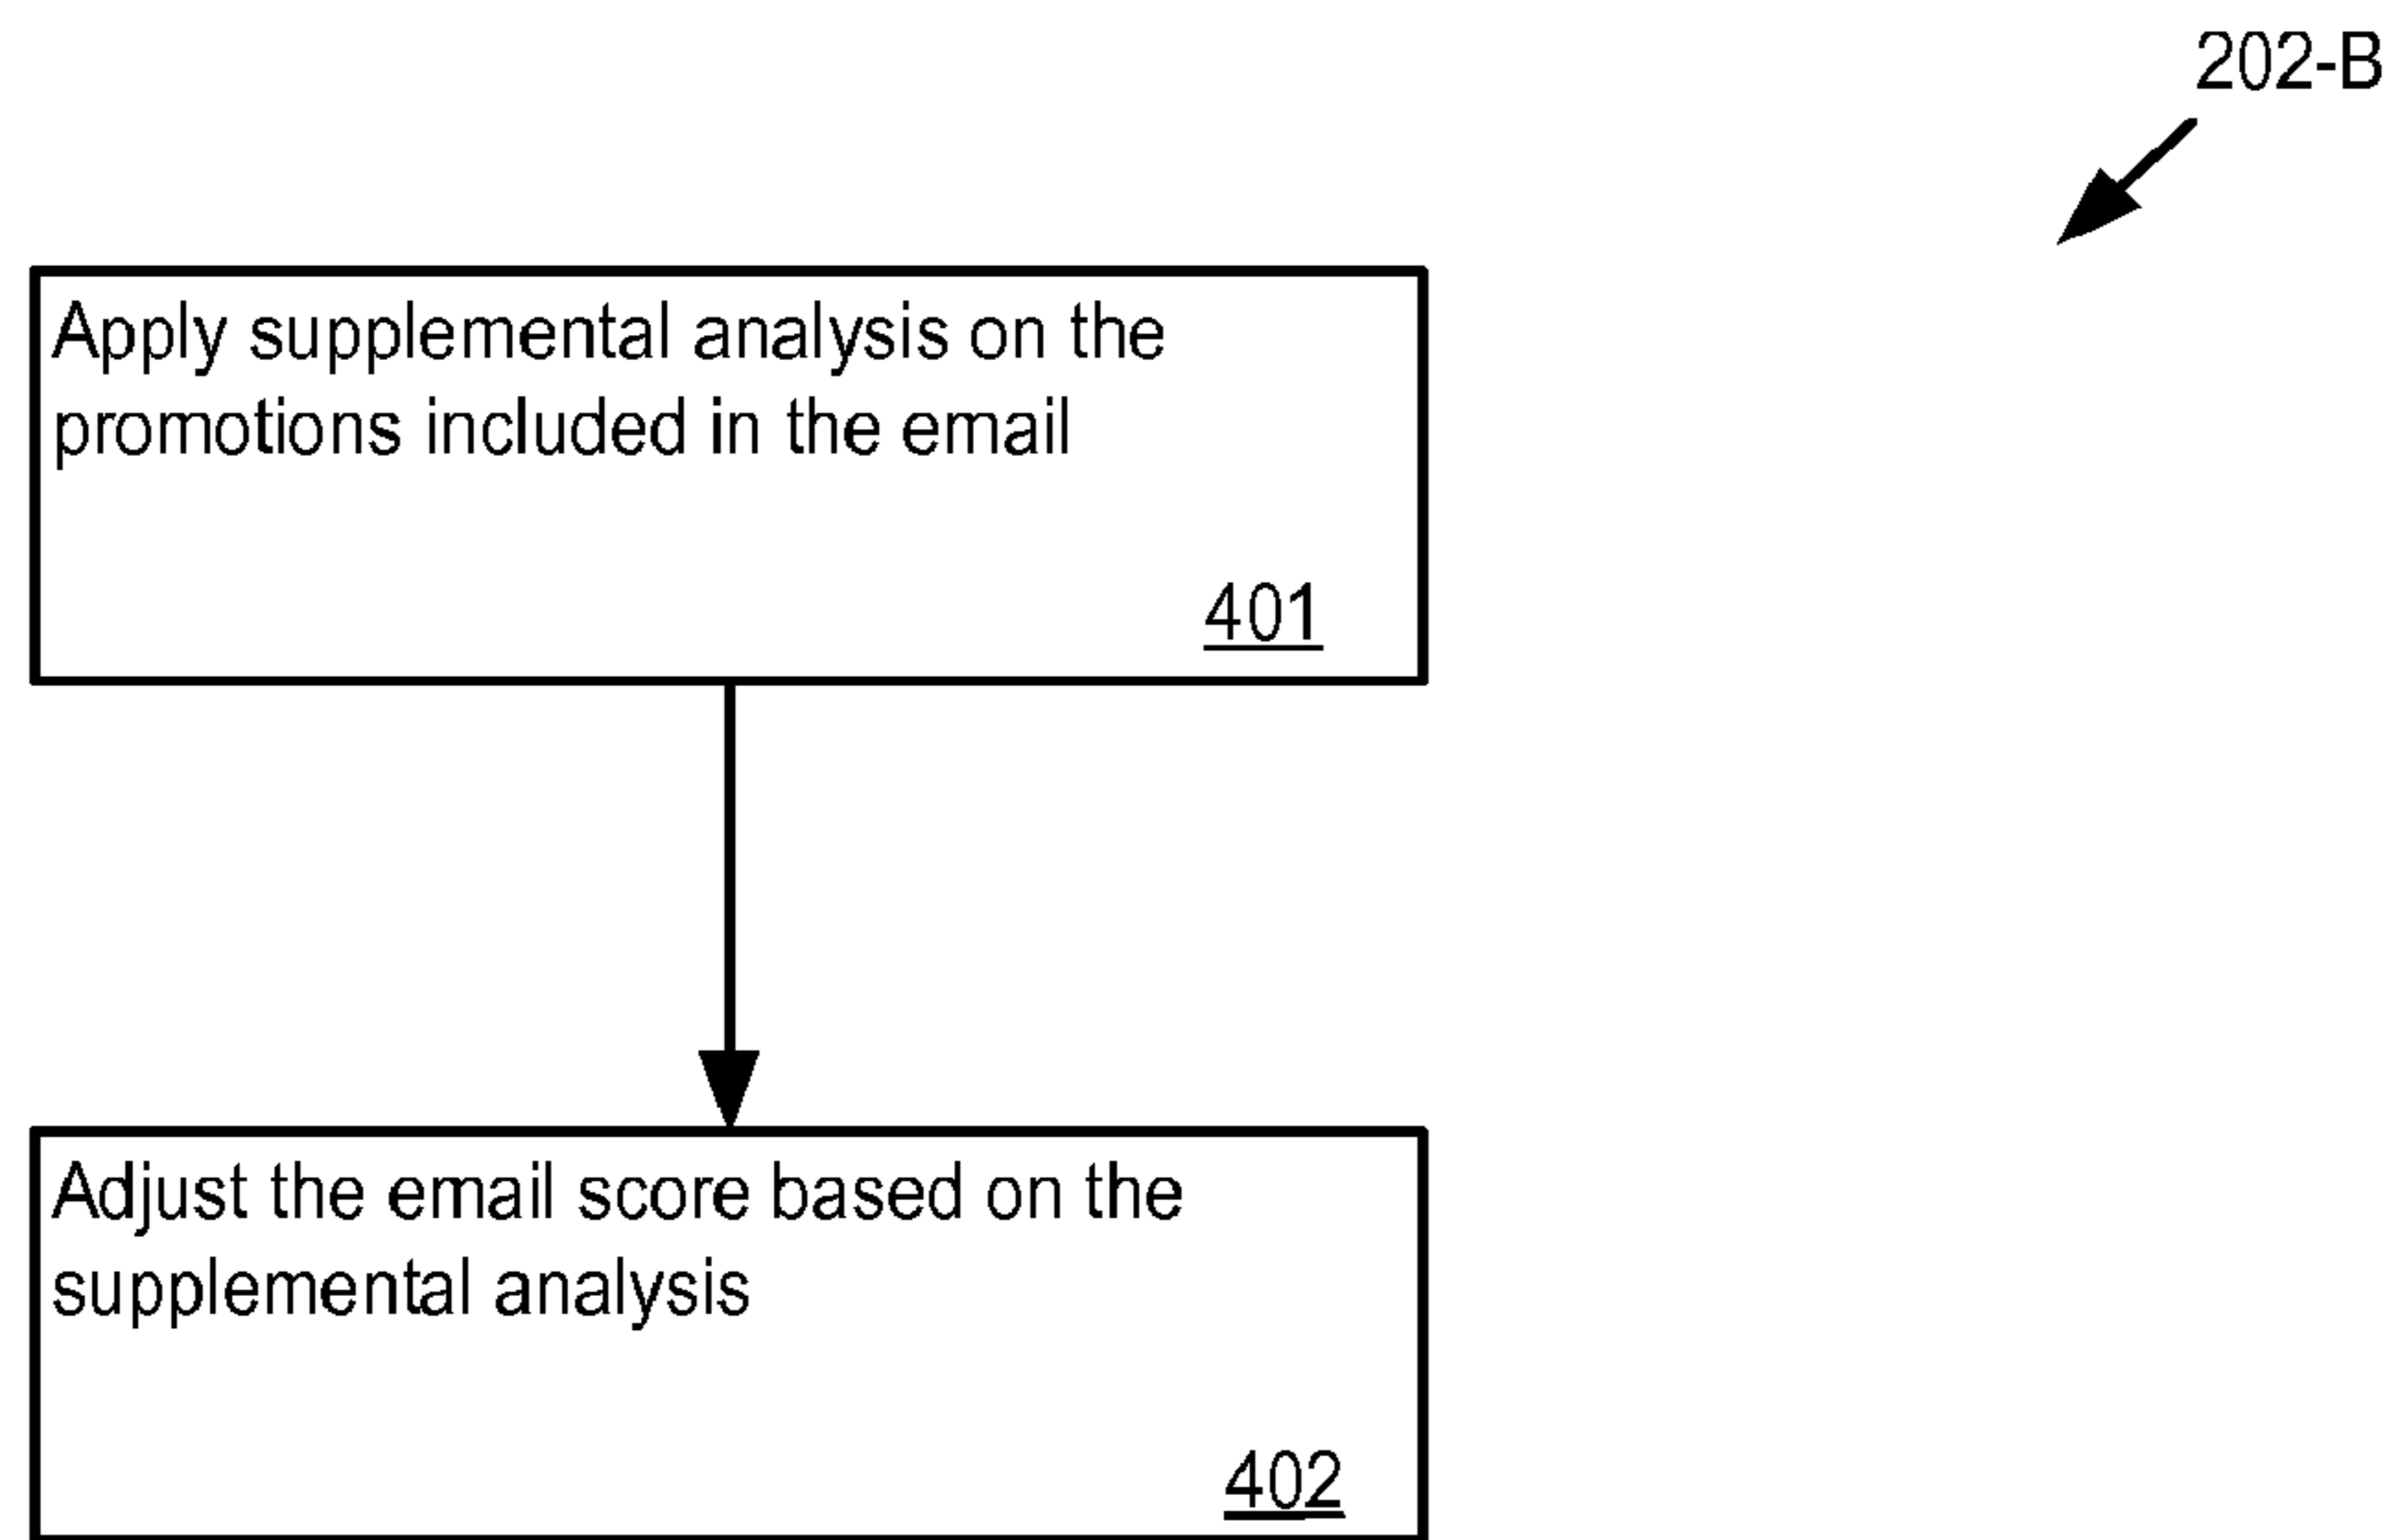 202-B
Apply supplemental analysis on the
promotions included in the email
401
Adjust the email score based on the
supplemental analysis
402